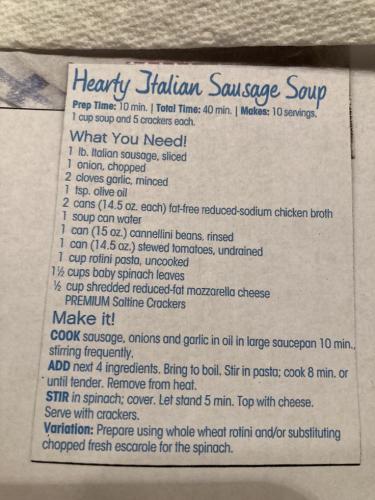 Hearty Italian Sausage Soup
Prep Time: 10 min. | Total Time: 40 min. | Makes: 10 servings,
1 cup soup and 5 crackers each.
What You Need!
1 lb. Italian sausage, sliced
1 onion, chopped
2 cloves garlic, minced
1 tsp. olive oil
2 cans (14.5 oz. each) fat-free reduced-sodium chicken broth
1 soup can water
1 can (15 oz.) cannellini beans, rinsed
1 can (14.5 oz.) stewed tomatoes, undrained
1 cup rotini pasta, uncooked
1½ cups baby spinach leaves
½ cup shredded reduced-fat mozzarella cheese
PREMIUM Saltine Crackers
Make it!
COOK sausage, onions and garlic in oil in large saucepan 10 min.,
stirring frequently.
ADD next 4 ingredients. Bring to boil. Stir in pasta; cook 8 min. or
until tender. Remove from heat.
STIR in spinach; cover. Let stand 5 min. Top with cheese.
Serve with crackers.
Variation: Prepare using whole wheat rotini and/or substituting
chopped fresh escarole for the spinach.